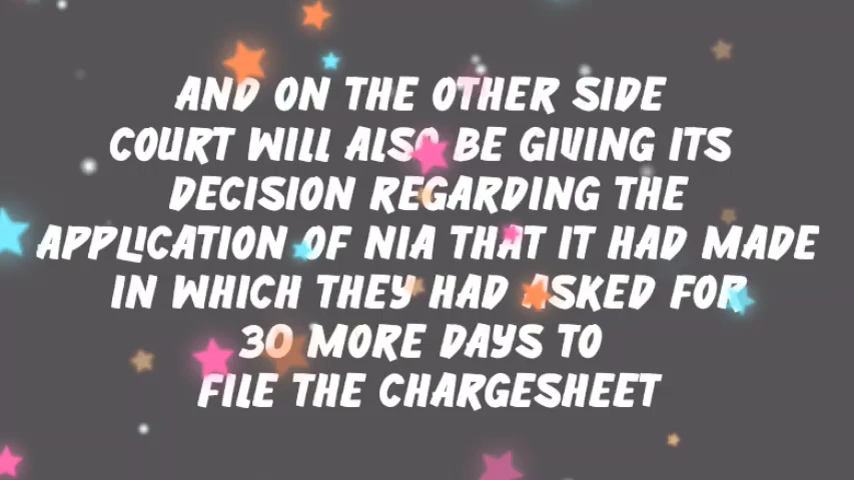 AND ON THE OTHER SIDE
COURT WILL ALSO BE GIVING ITS
DECISION REGARDING THE
APPLICATION OF NIA THAT IT HAD MADE
IN WHICH THEY HAD ASKED FOR
30 MORE DAYS TO
FILE THE CHARGESHEET